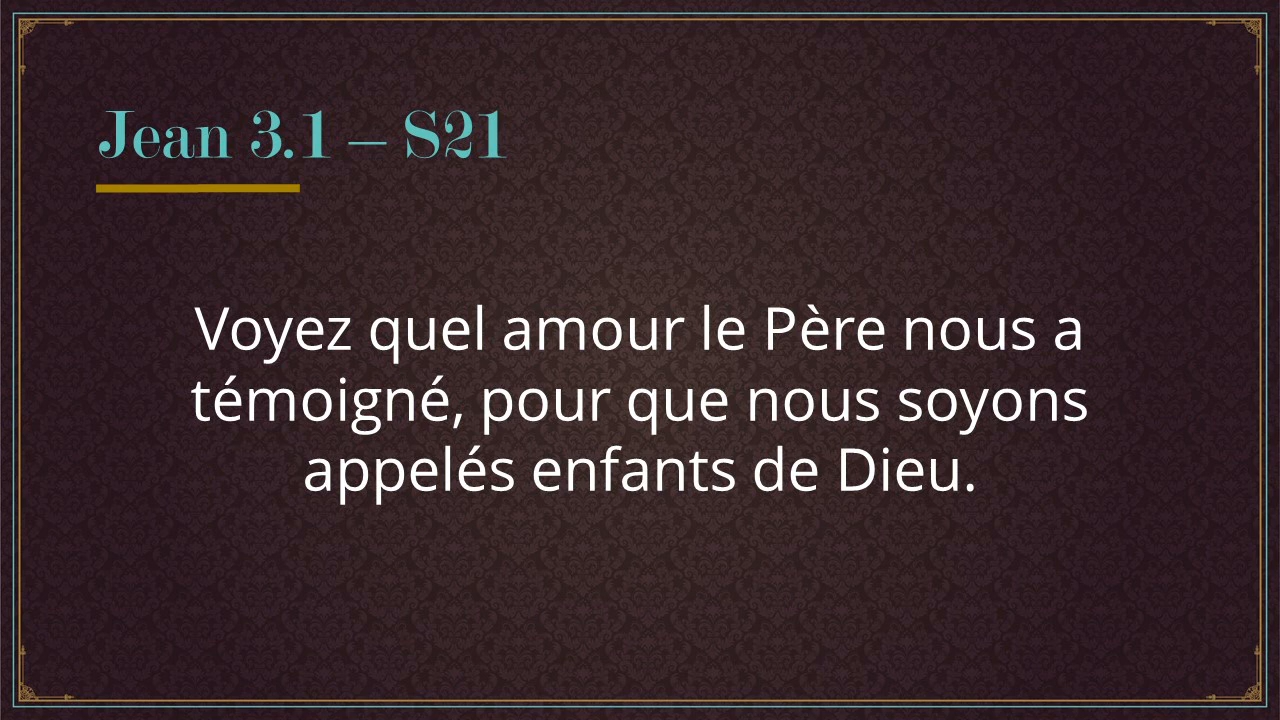 Jean 3.1 – S21
Voyez quel amour le Père nous a
témoigné, pour que nous soyons
appelés enfants de Dieu.